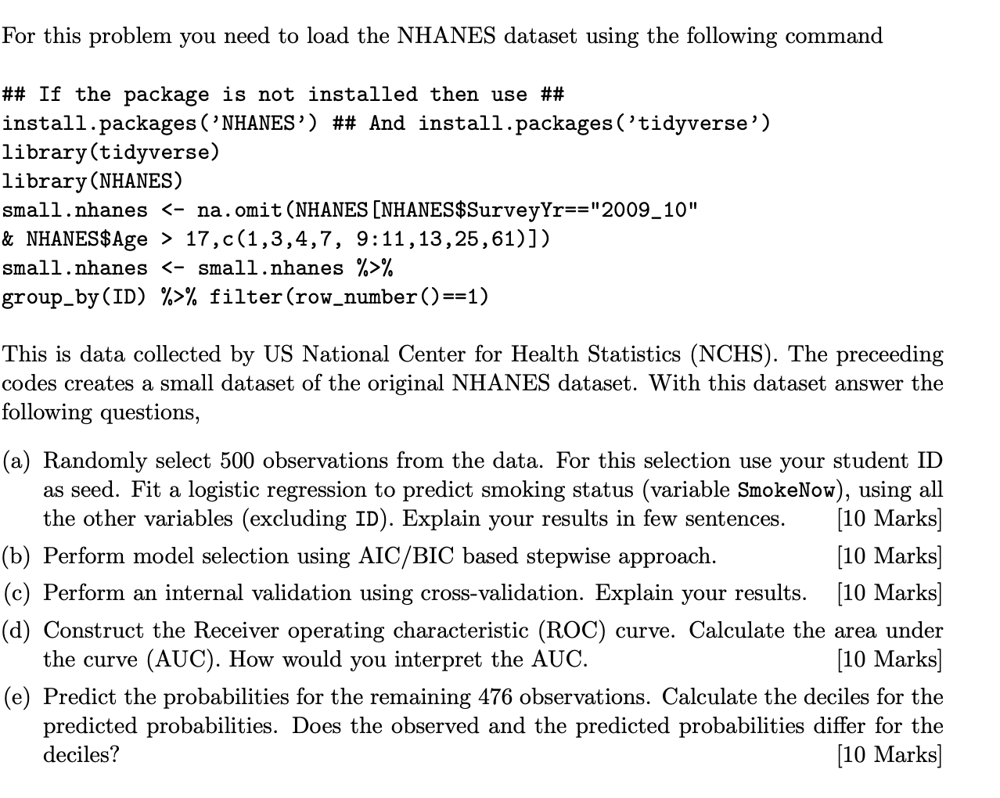 For this problem you need to load the NHANES dataset using the following command
## If the package is not installed then use ##
install.packages(’NHANES’) ## And install.packages(’tidyverse’)
library(tidyverse)
library(NHANES)
small.nhanes <- na.omit(NHANES[NHANES$SurveyYr=="2009_10"
& NHANES$Age > 17,c(1,3,4,7, 9:11,13,25,61)])
small.nhanes <- small.nhanes %>%
group_by(ID) %>% filter(row_number()==1)
This is data collected by US National Center for Health Statistics (NCHS). The preceeding
codes creates a small dataset of the original NHANES dataset. With this dataset answer the
following questions,
(a) Randomly select 500 observations from the data. For this selection use your student ID
as seed. Fit a logistic regression to predict smoking status (variable SmokeNow), using all
the other variables (excluding ID). Explain your results in few sentences. [10 Marks]
(b) Perform model selection using AIC/BIC based stepwise approach. [10 Marks]
(c) Perform an internal validation using cross-validation. Explain your results. [10 Marks]
(d) Construct the Receiver operating characteristic (ROC) curve. Calculate the area under
the curve (AUC). How would you interpret the AUC. [10 Marks]
(e) Predict the probabilities for the remaining 476 observations. Calculate the deciles for the
predicted probabilities. Does the observed and the predicted probabilities differ for the
deciles? [10 Marks]